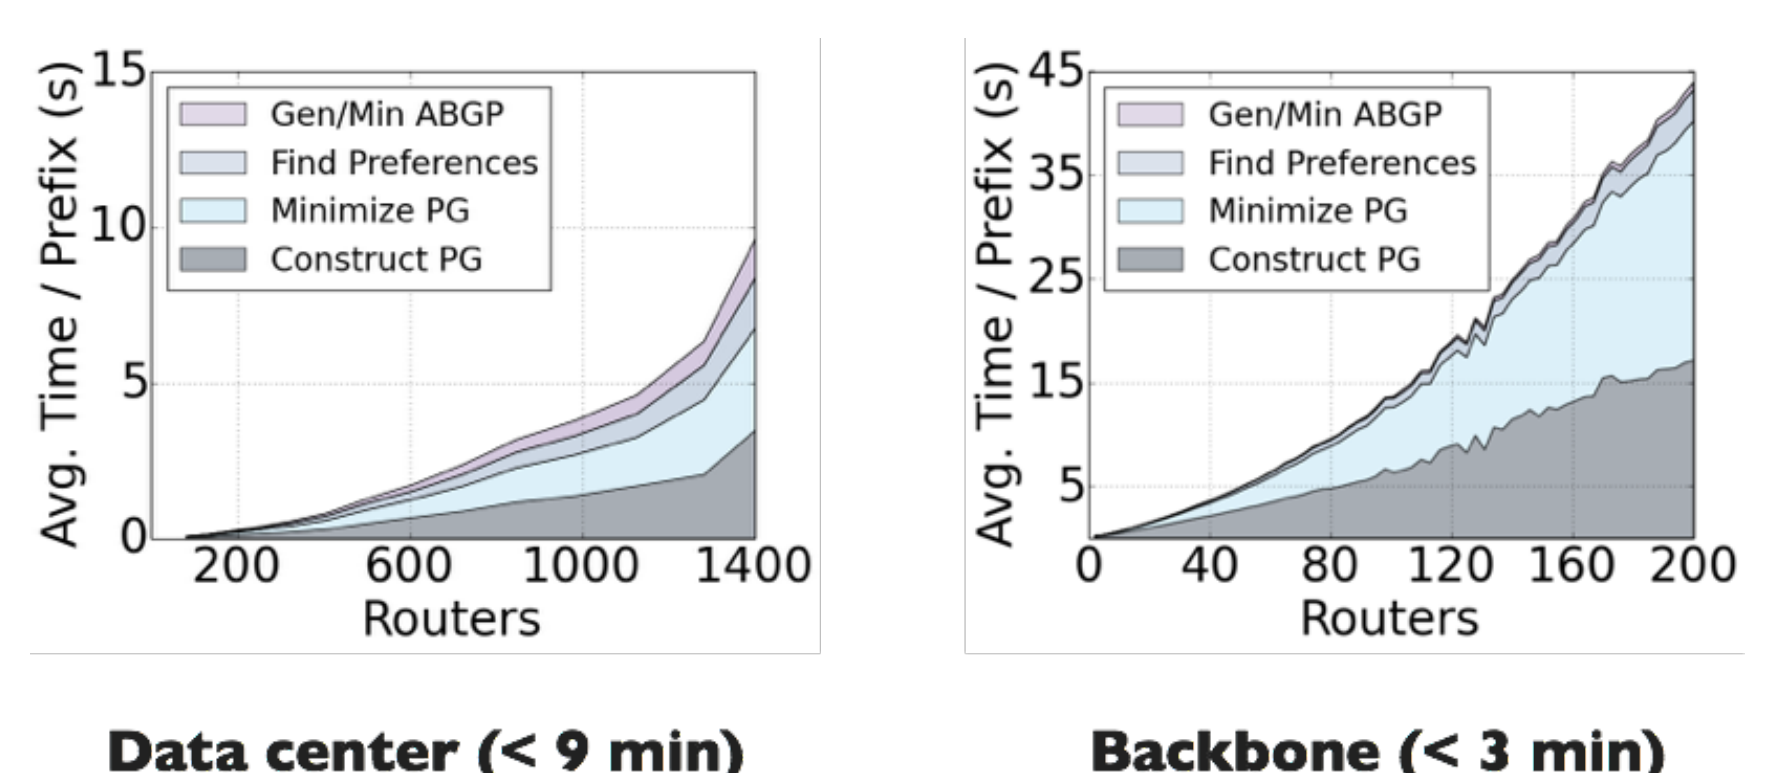 Avg. Time / Prefix (s)
15
10
5
0
Gen/Min ABGP
Find Preferences
Minimize PG
Construct PG
200 600 1000 1400
Routers
Data center (< 9 min)
Avg. Time / Prefix (s)
45
35
25
15
5
Gen/Min ABGP
Find Preferences
Minimize PG
Construct PG
0 40 80 120 160 200
Routers
Backbone (< 3 min)